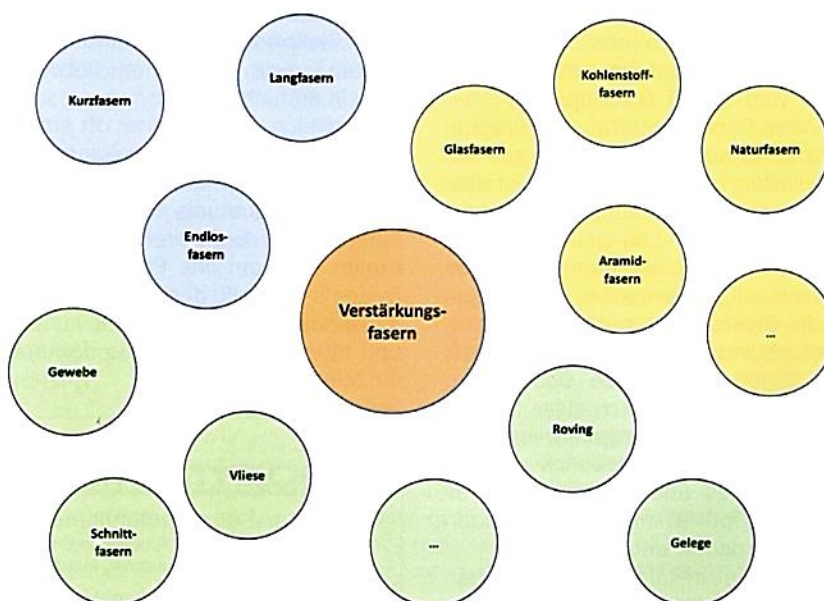 Kurzfasern
Langfasern
Kohlenstoff-
fasern
Glasfasern
Naturfasern
Endlos-
fasern
Aramid-
fasern
Verstärkungs-
fasern
...
Gewebe
Roving
Vliese
Schnitt-
fasern
...
Gelege